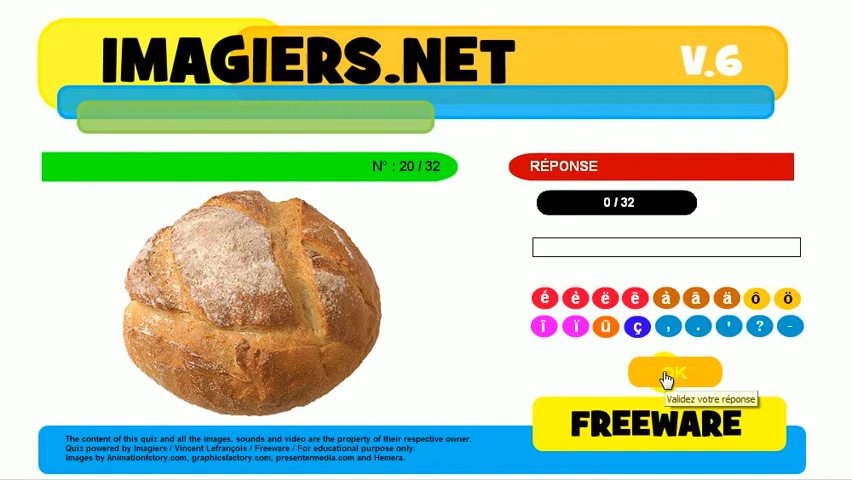 IMAGIERS.NET
V.6
N° : 20 / 32
RÉPONSE
0 / 32
é è ë ê à â ä ô ö
î ï û ç , . ' ? -
OK
Validez votre réponse
FREEWARE
The content of this quiz and all the images, sounds and video are the property of their respective owner.
Quiz powered by Imagiers / Vincent Lefrançois / Freeware / For educational purpose only.
Images by Animationfctory.com, graphicsfactory.com, presentermedia.com and Hemera.